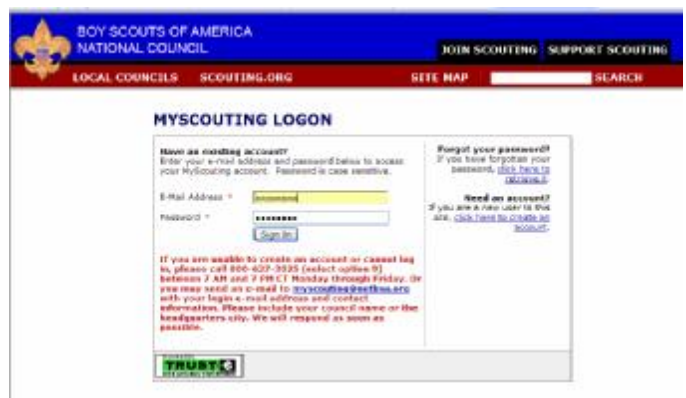 BOY SCOUTS OF AMERICA
NATIONAL COUNCIL
JOIN SCOUTING SUPPORT SCOUTING
LOCAL COUNCILS SCOUTING.ORG SITE MAP SEARCH
MYSCOUTING LOGON
Have an existing account?
Enter your e-mail address and password below to access
your MyScouting account. Password is case sensitive.
E-Mail Address *
Password *
Sign In
If you are unable to create an account or cannot log
in, please call 800-627-3025 (select option 9)
between 7 AM and 7 PM CT Monday through Friday. Or
you may send an e-mail to myscouting@netbsa.org
with your login e-mail address and contact
information. Please include your council name or the
headquarters city. We will respond as soon as
possible.
Forgot your password?
If you have forgotten your
password, click here to
retrieve it.
Need an account?
If you are a new user to this
site, click here to create an
account.
TRUST